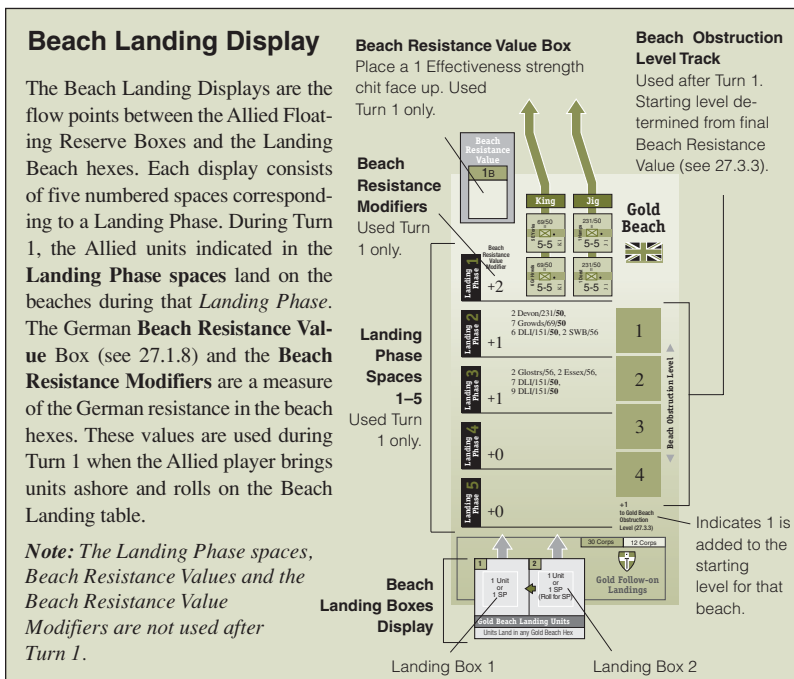 Beach Landing Display
The Beach Landing Displays are the
flow points between the Allied Float-
ing Reserve Boxes and the Landing
Beach hexes. Each display consists
of five numbered spaces correspond-
ing to a Landing Phase. During Turn
1, the Allied units indicated in the
Landing Phase spaces land on the
beaches during that Landing Phase.
The German Beach Resistance Val-
ue Box (see 27.1.8) and the Beach
Resistance Modifiers are a measure
of the German resistance in the beach
hexes. These values are used during
Turn 1 when the Allied player brings
units ashore and rolls on the Beach
Landing table.
Note: The Landing Phase spaces,
Beach Resistance Values and the
Beach Resistance Value
Modifiers are not used after
Turn 1.
Beach Resistance Value Box
Place a 1 Effectiveness strength
chit face up. Used
Turn 1 only.
Beach
Resistance
Modifiers
Used Turn
1 only.
Landing
Phase
Spaces
1–5
Used Turn
1 only.
Beach
Landing Boxes
Display
Beach Obstruction
Level Track
Used after Turn 1.
Starting level de-
termined from final
Beach Resistance
Value (see 27.3.3).
Beach
Resistance
Value
1B
King
Jig
Gold
Beach
69/50
5-5
231/50
5-5
69/50
5-5
231/50
5-5
Beach
Resistance
Value
Modifier
Landing
Phase 1
+2
Landing
Phase 2
+1
2 Devon/231/50,
7 Growds/69/50
6 DLI/151/50, 2 SWB/56
Landing
Phase 3
+1
2 Glostrs/56, 2 Essex/56,
7 DLI/151/50,
9 DLI/151/50
Landing
Phase 4
+0
Landing
Phase 5
+0
1
2
3
4
Beach Obstruction Level
+1
to Gold Beach
Obstruction
Level (27.3.3)
Indicates 1 is
added to the
starting
level for that
beach.
30 Corps
12 Corps
Gold Follow-on
Landings
1
1 Unit
or
1 SP
2
1 Unit
or
1 SP
(Roll for SP)
Gold Beach Landing Units
Units Land in any Gold Beach Hex
Landing Box 1
Landing Box 2